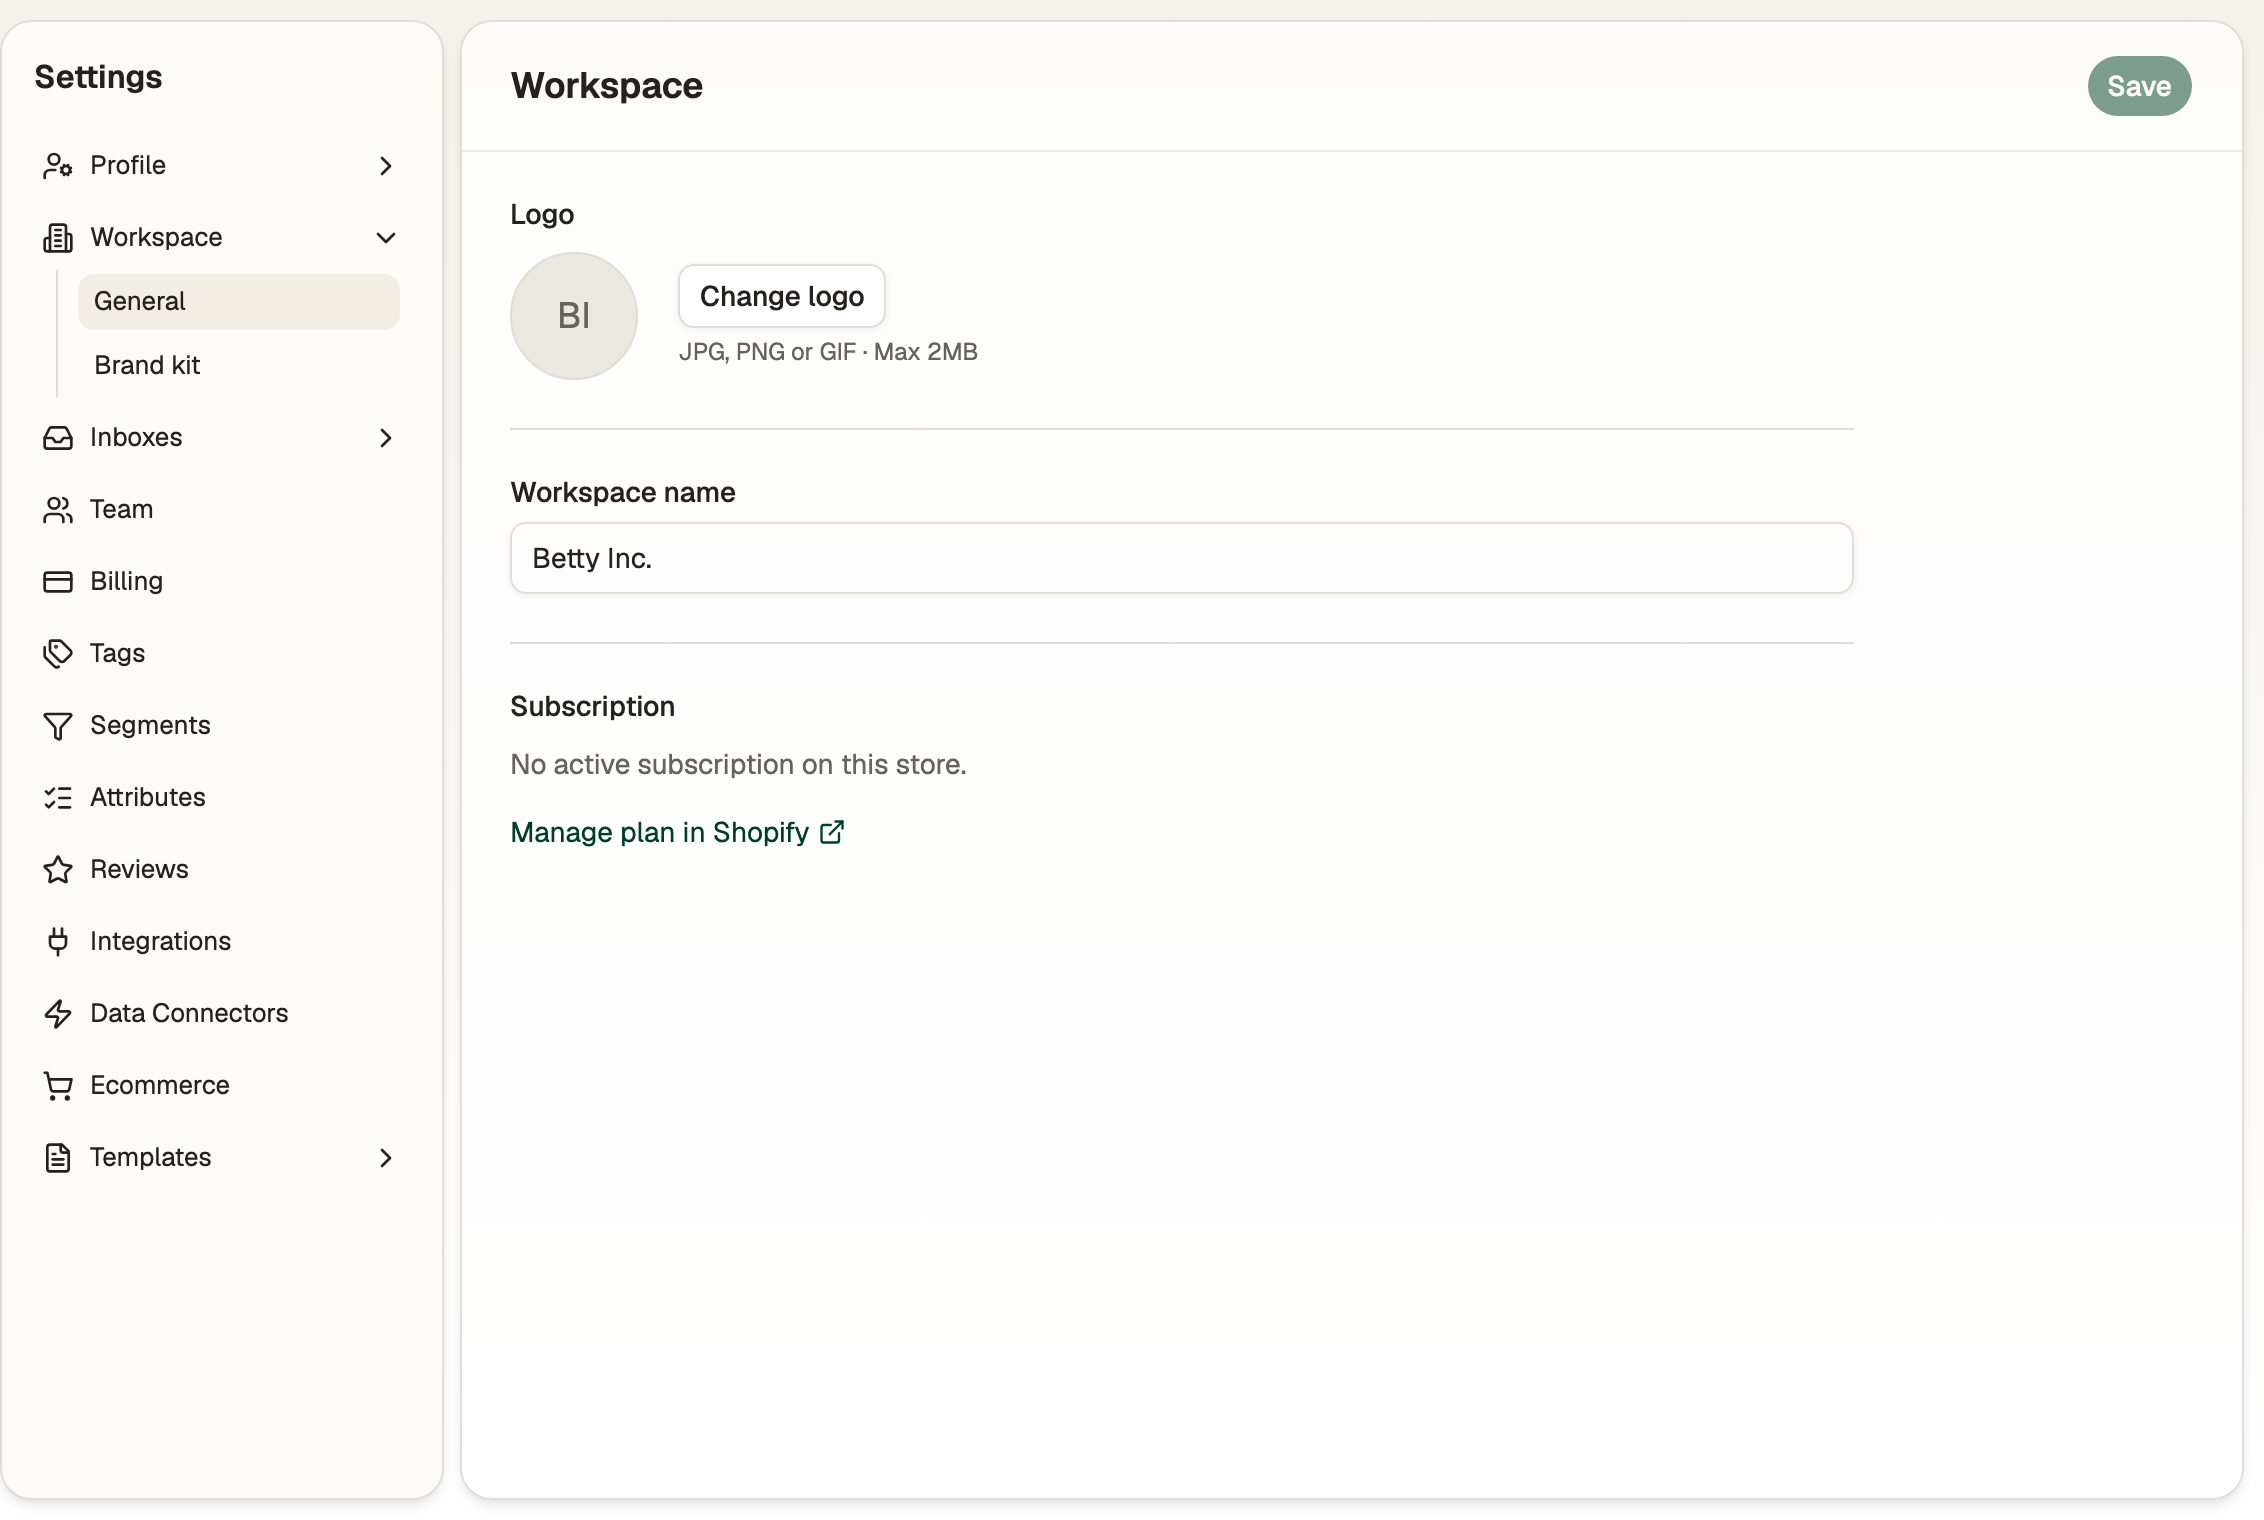 Settings
Profile
Workspace
General
Brand kit
Inboxes
Team
Billing
Tags
Segments
Attributes
Reviews
Integrations
Data Connectors
Ecommerce
Templates
Workspace
Save
Logo
BI
Change logo
JPG, PNG or GIF · Max 2MB
Workspace name
Betty Inc.
Subscription
No active subscription on this store.
Manage plan in Shopify